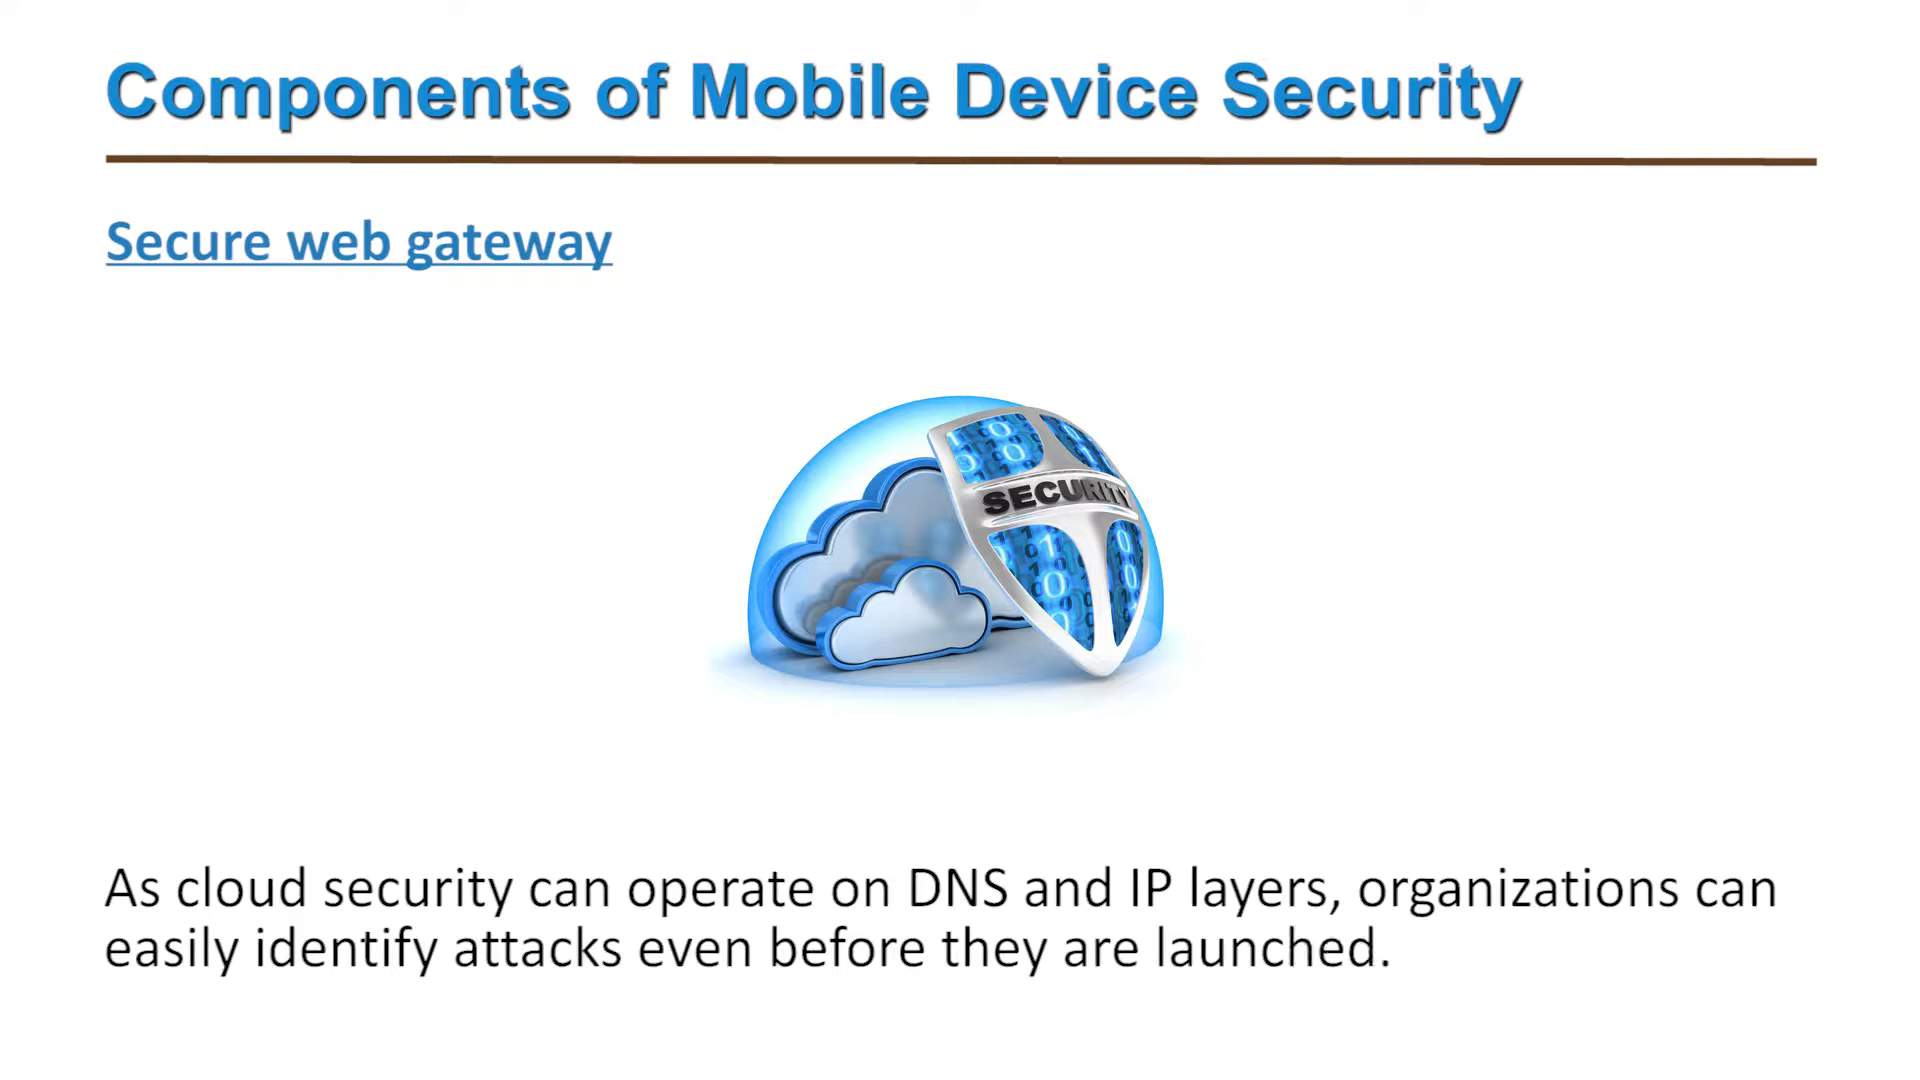 Components of Mobile Device Security
Secure web gateway
SECURITY
As cloud security can operate on DNS and IP layers, organizations can
easily identify attacks even before they are launched.